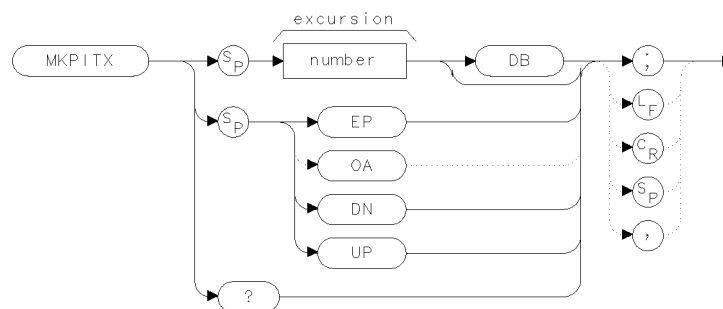 excursion
MKPITX
SP
number
DB
;
LF
SP
EP
OA
CR
DN
SP
UP
,
?